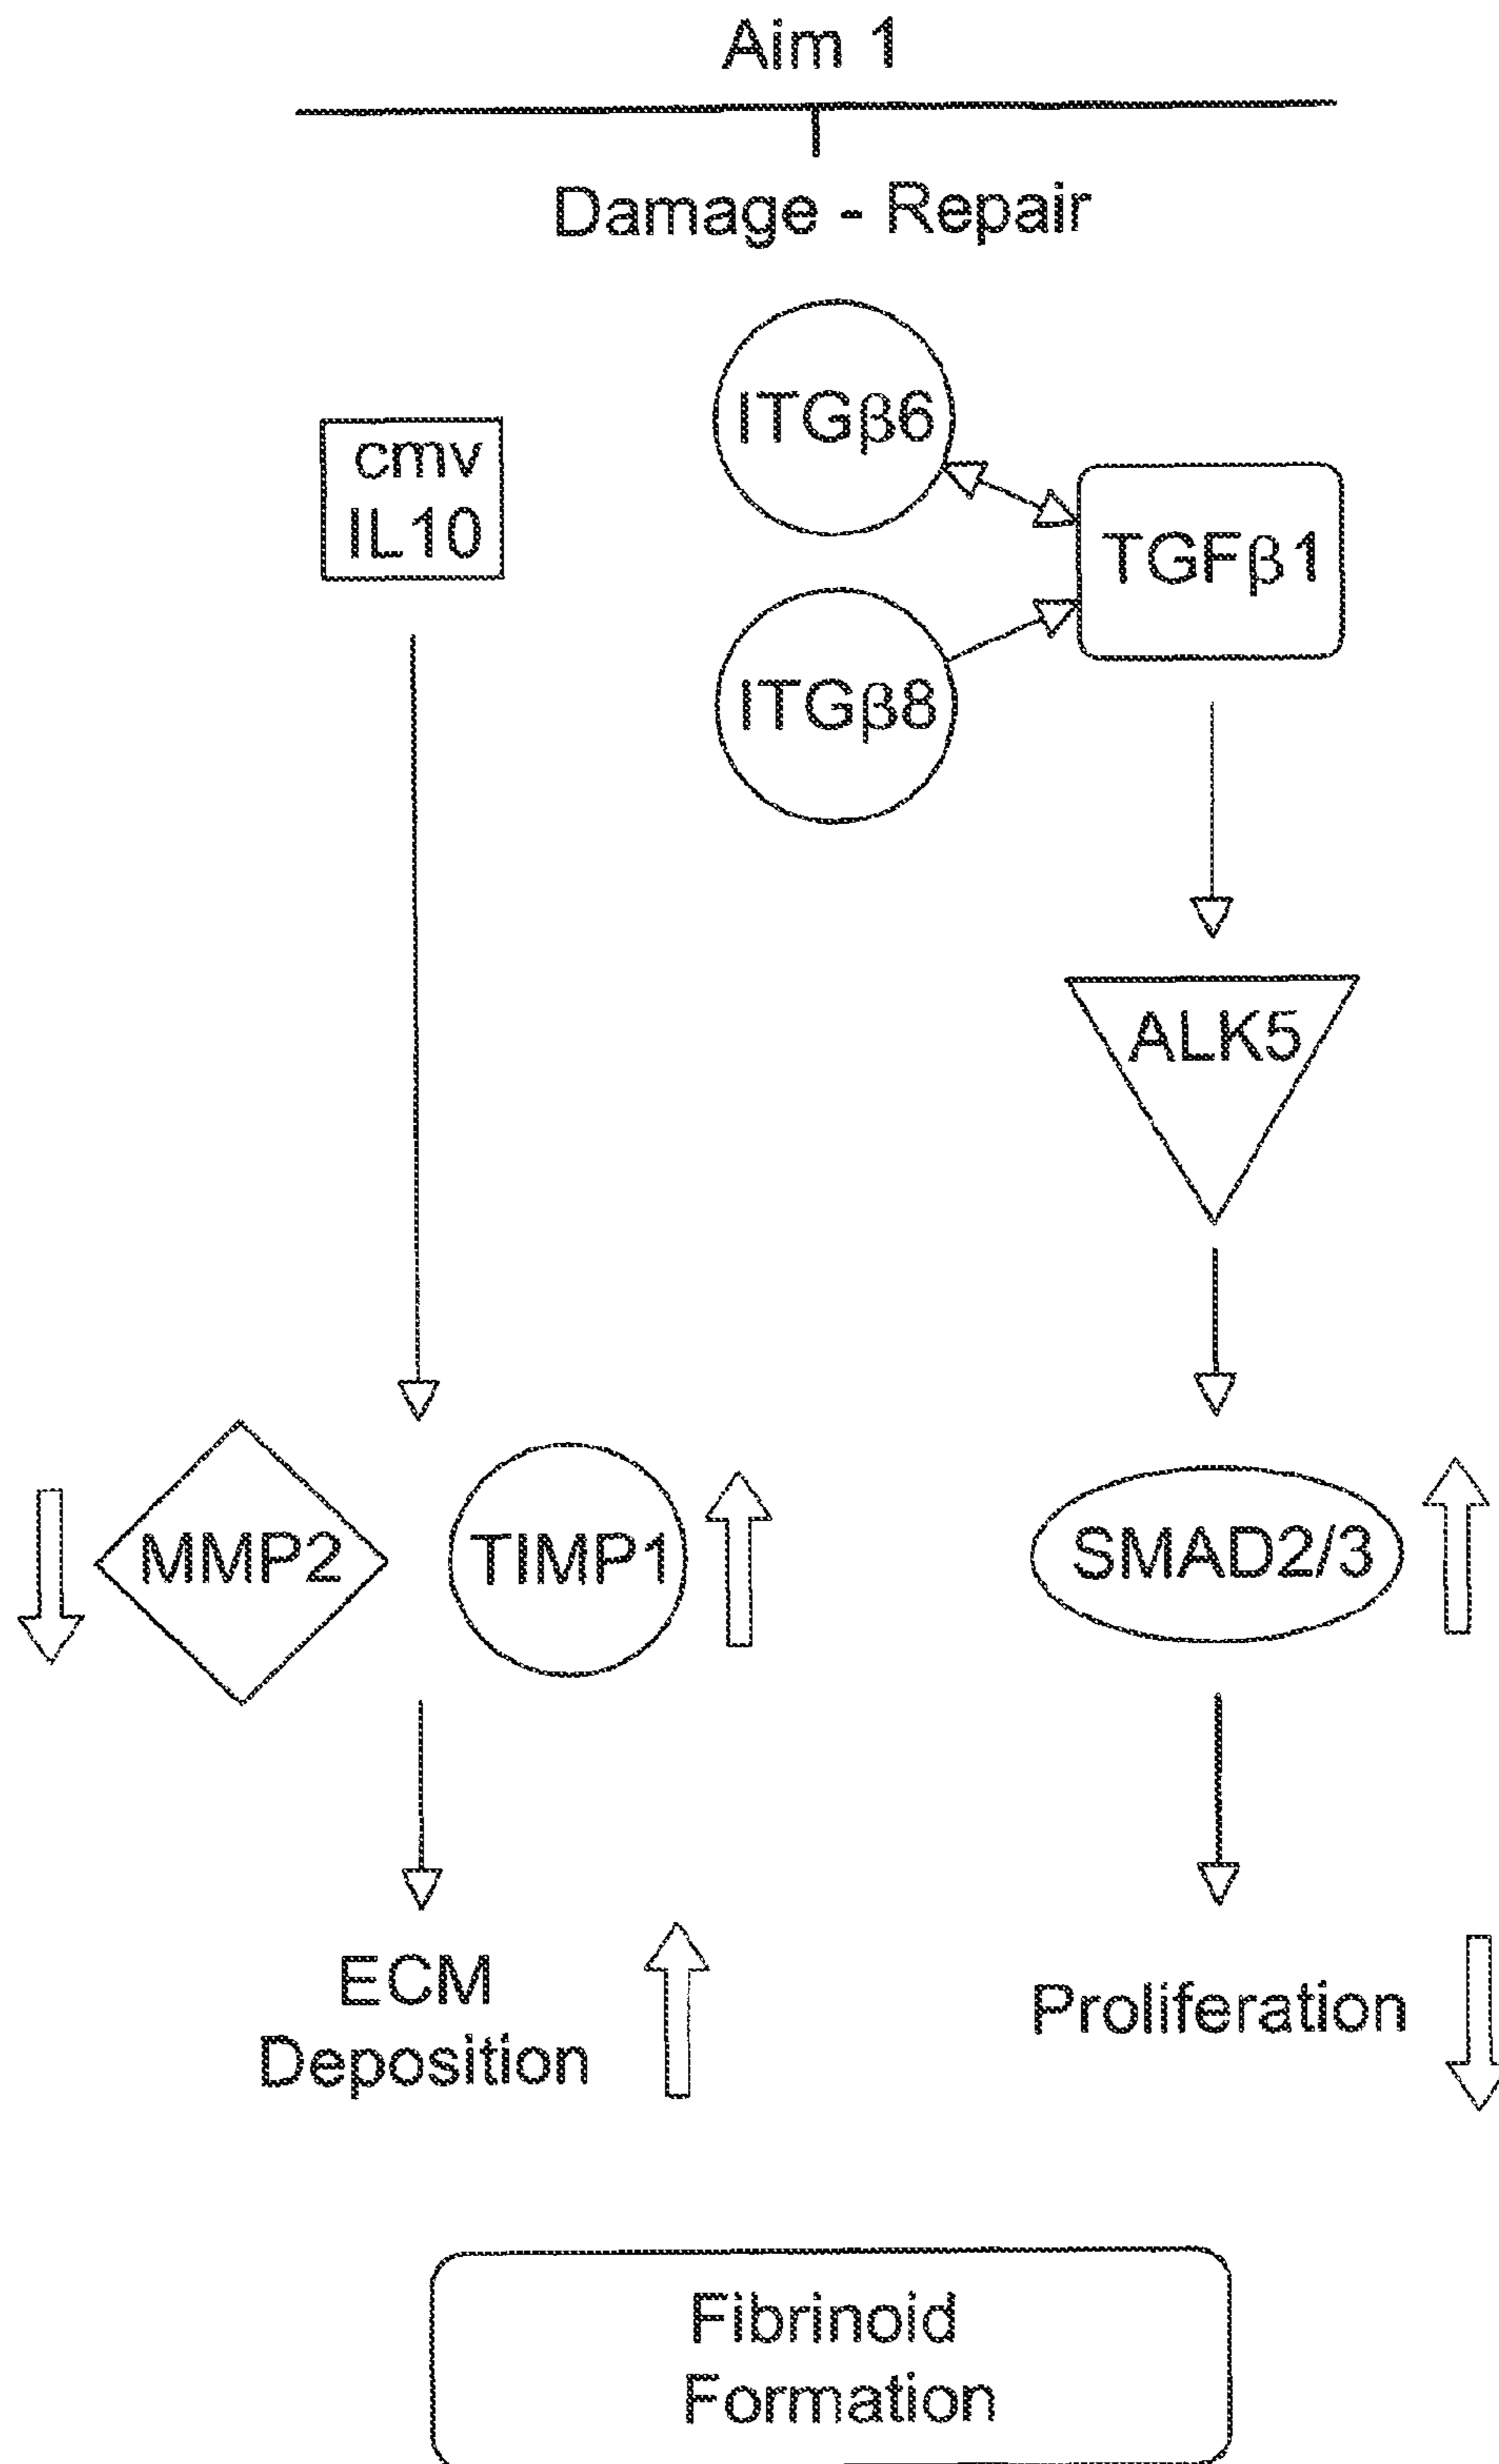 Aim 1
Damage - Repair
cmv
IL10
ITGβ6
TGFβ1
ITGβ8
ALK5
MMP2
TIMP1
SMAD2/3
ECM
Deposition
Proliferation
Fibrinoid
Formation